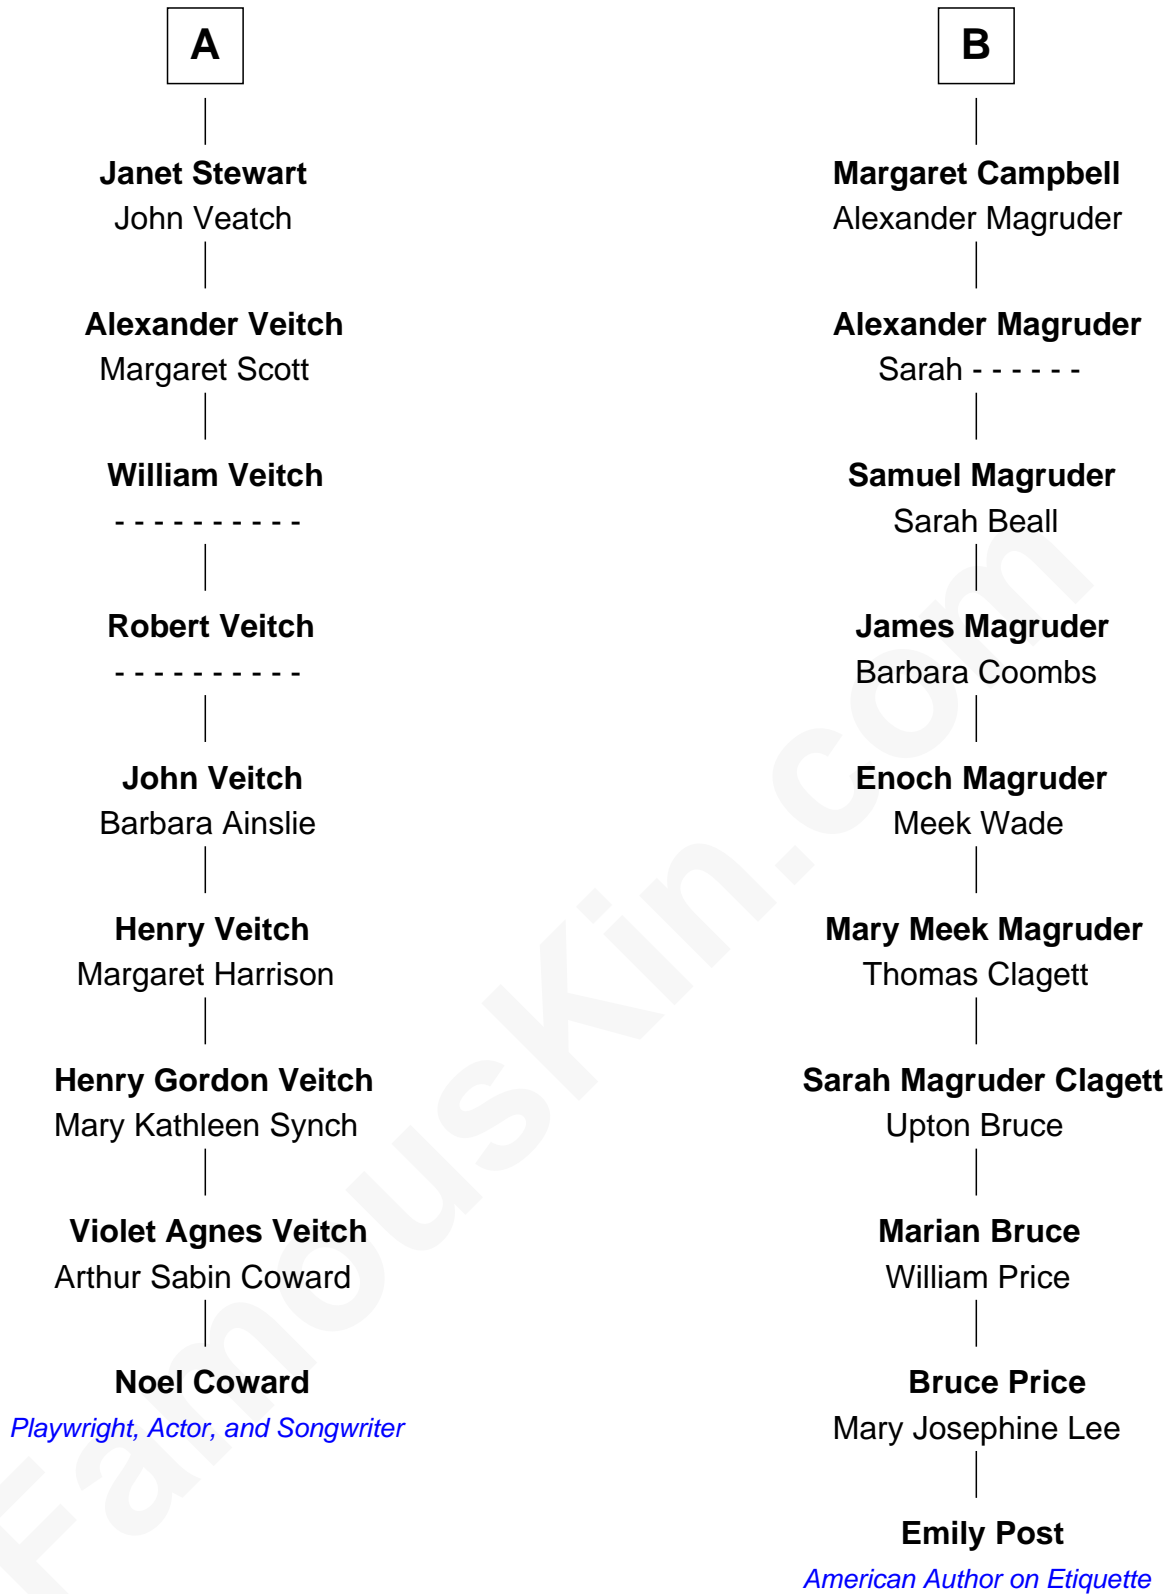 A
Janet Stewart
John Veatch
Alexander Veitch
Margaret Scott
William Veitch
- - - - - - - - - -
Robert Veitch
- - - - - - - - - -
John Veitch
Barbara Ainslie
Henry Veitch
Margaret Harrison
Henry Gordon Veitch
Mary Kathleen Synch
Violet Agnes Veitch
Arthur Sabin Coward
Noel Coward
Playwright, Actor, and Songwriter
B
Margaret Campbell
Alexander Magruder
Alexander Magruder
Sarah - - - - - -
Samuel Magruder
Sarah Beall
James Magruder
Barbara Coombs
Enoch Magruder
Meek Wade
Mary Meek Magruder
Thomas Clagett
Sarah Magruder Clagett
Upton Bruce
Marian Bruce
William Price
Bruce Price
Mary Josephine Lee
Emily Post
American Author on Etiquette
FamousKin.com